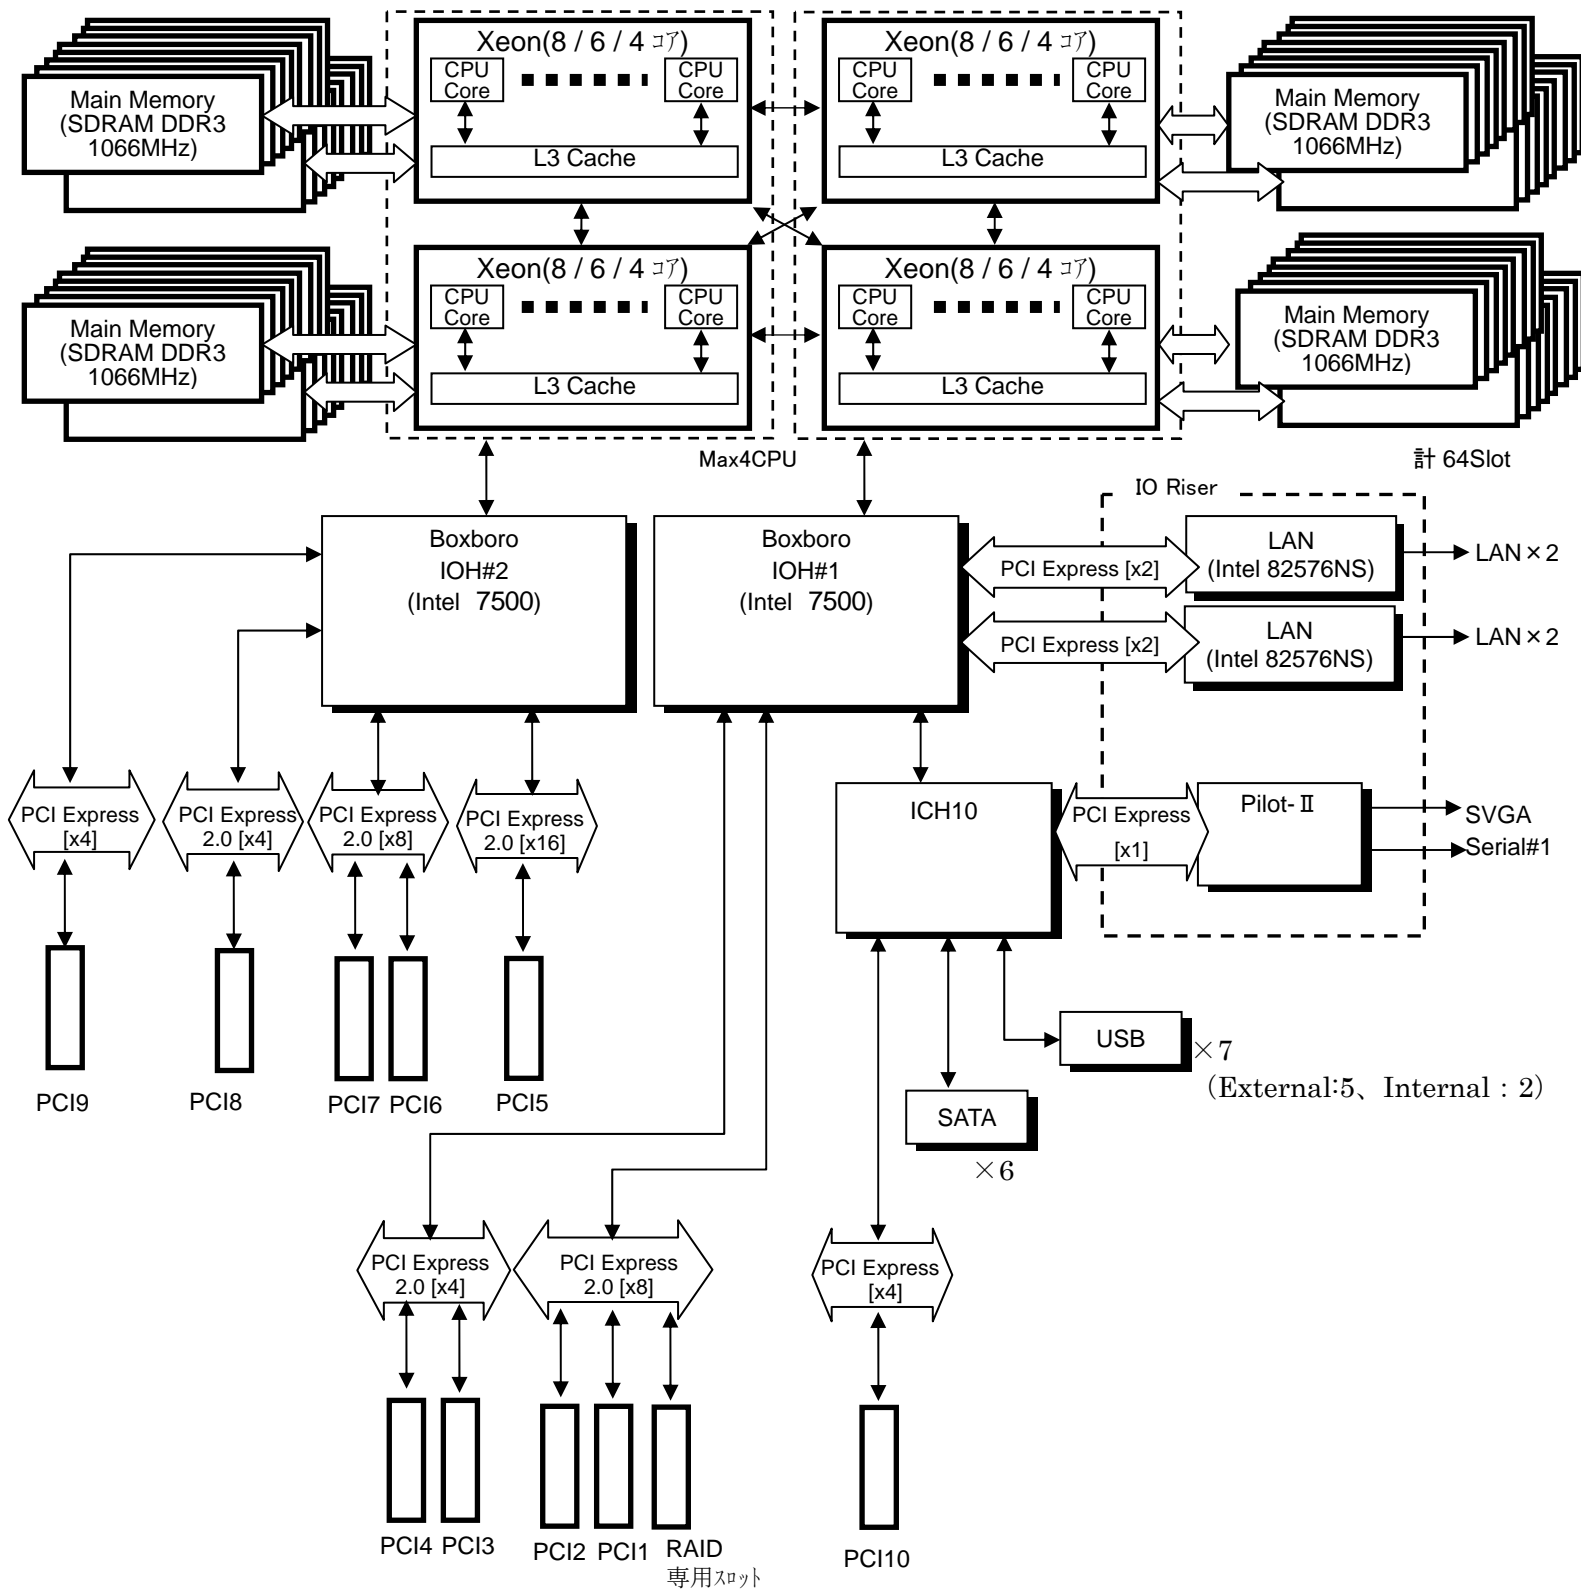 Xeon(8 / 6 / 4 コア)
CPU
Core
CPU
Core
L3 Cache
Xeon(8 / 6 / 4 コア)
CPU
Core
CPU
Core
L3 Cache
Main Memory
(SDRAM DDR3
1066MHz)
Main Memory
(SDRAM DDR3
1066MHz)
Xeon(8 / 6 / 4 コア)
CPU
Core
CPU
Core
L3 Cache
Xeon(8 / 6 / 4 コア)
CPU
Core
CPU
Core
L3 Cache
Main Memory
(SDRAM DDR3
1066MHz)
Main Memory
(SDRAM DDR3
1066MHz)
Max4CPU
計 64Slot
IO Riser
Boxboro
IOH#2
(Intel 7500)
Boxboro
IOH#1
(Intel 7500)
PCI Express [x2]
LAN
(Intel 82576NS)
LAN×2
PCI Express [x2]
LAN
(Intel 82576NS)
LAN×2
PCI Express
[x4]
PCI Express
2.0 [x4]
PCI Express
2.0 [x8]
PCI Express
2.0 [x16]
ICH10
PCI Express
[x1]
Pilot-Ⅱ
SVGA
Serial#1
PCI9
PCI8
PCI7
PCI6
PCI5
USB
×7
(External:5、Internal：2)
SATA
×6
PCI Express
2.0 [x4]
PCI Express
2.0 [x8]
PCI Express
[x4]
PCI4
PCI3
PCI2
PCI1
RAID
専用スロット
PCI10